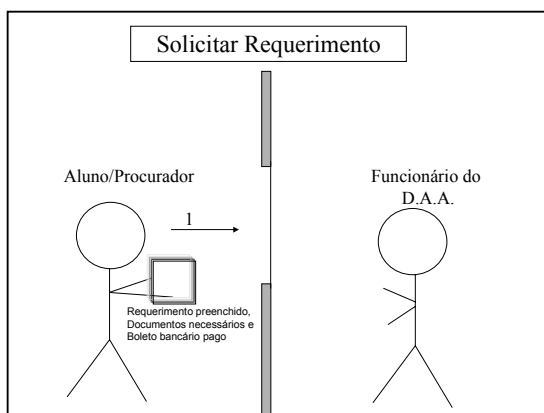 Solicitar Requerimento
Aluno/Procurador
Funcionário do
D.A.A.
1
Requerimento preenchido,
Documentos necessários e
Boleto bancário pago